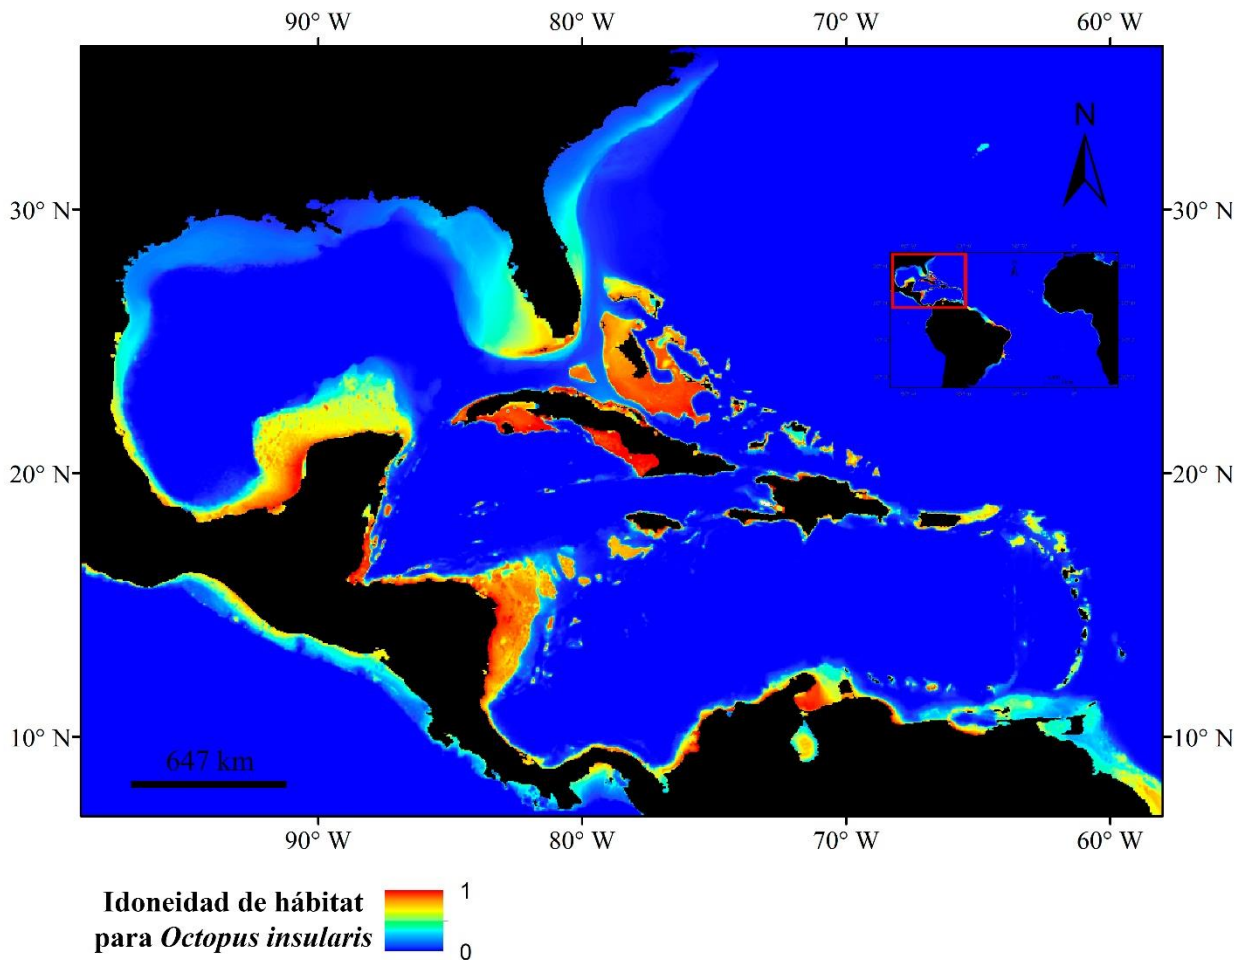 90° W 80° W 70° W 60° W
N
30° N 30° N
20° N 20° N
10° N 10° N
647 km
90° W 80° W 70° W 60° W
Idoneidad de hábitat
para Octopus insularis
1
0